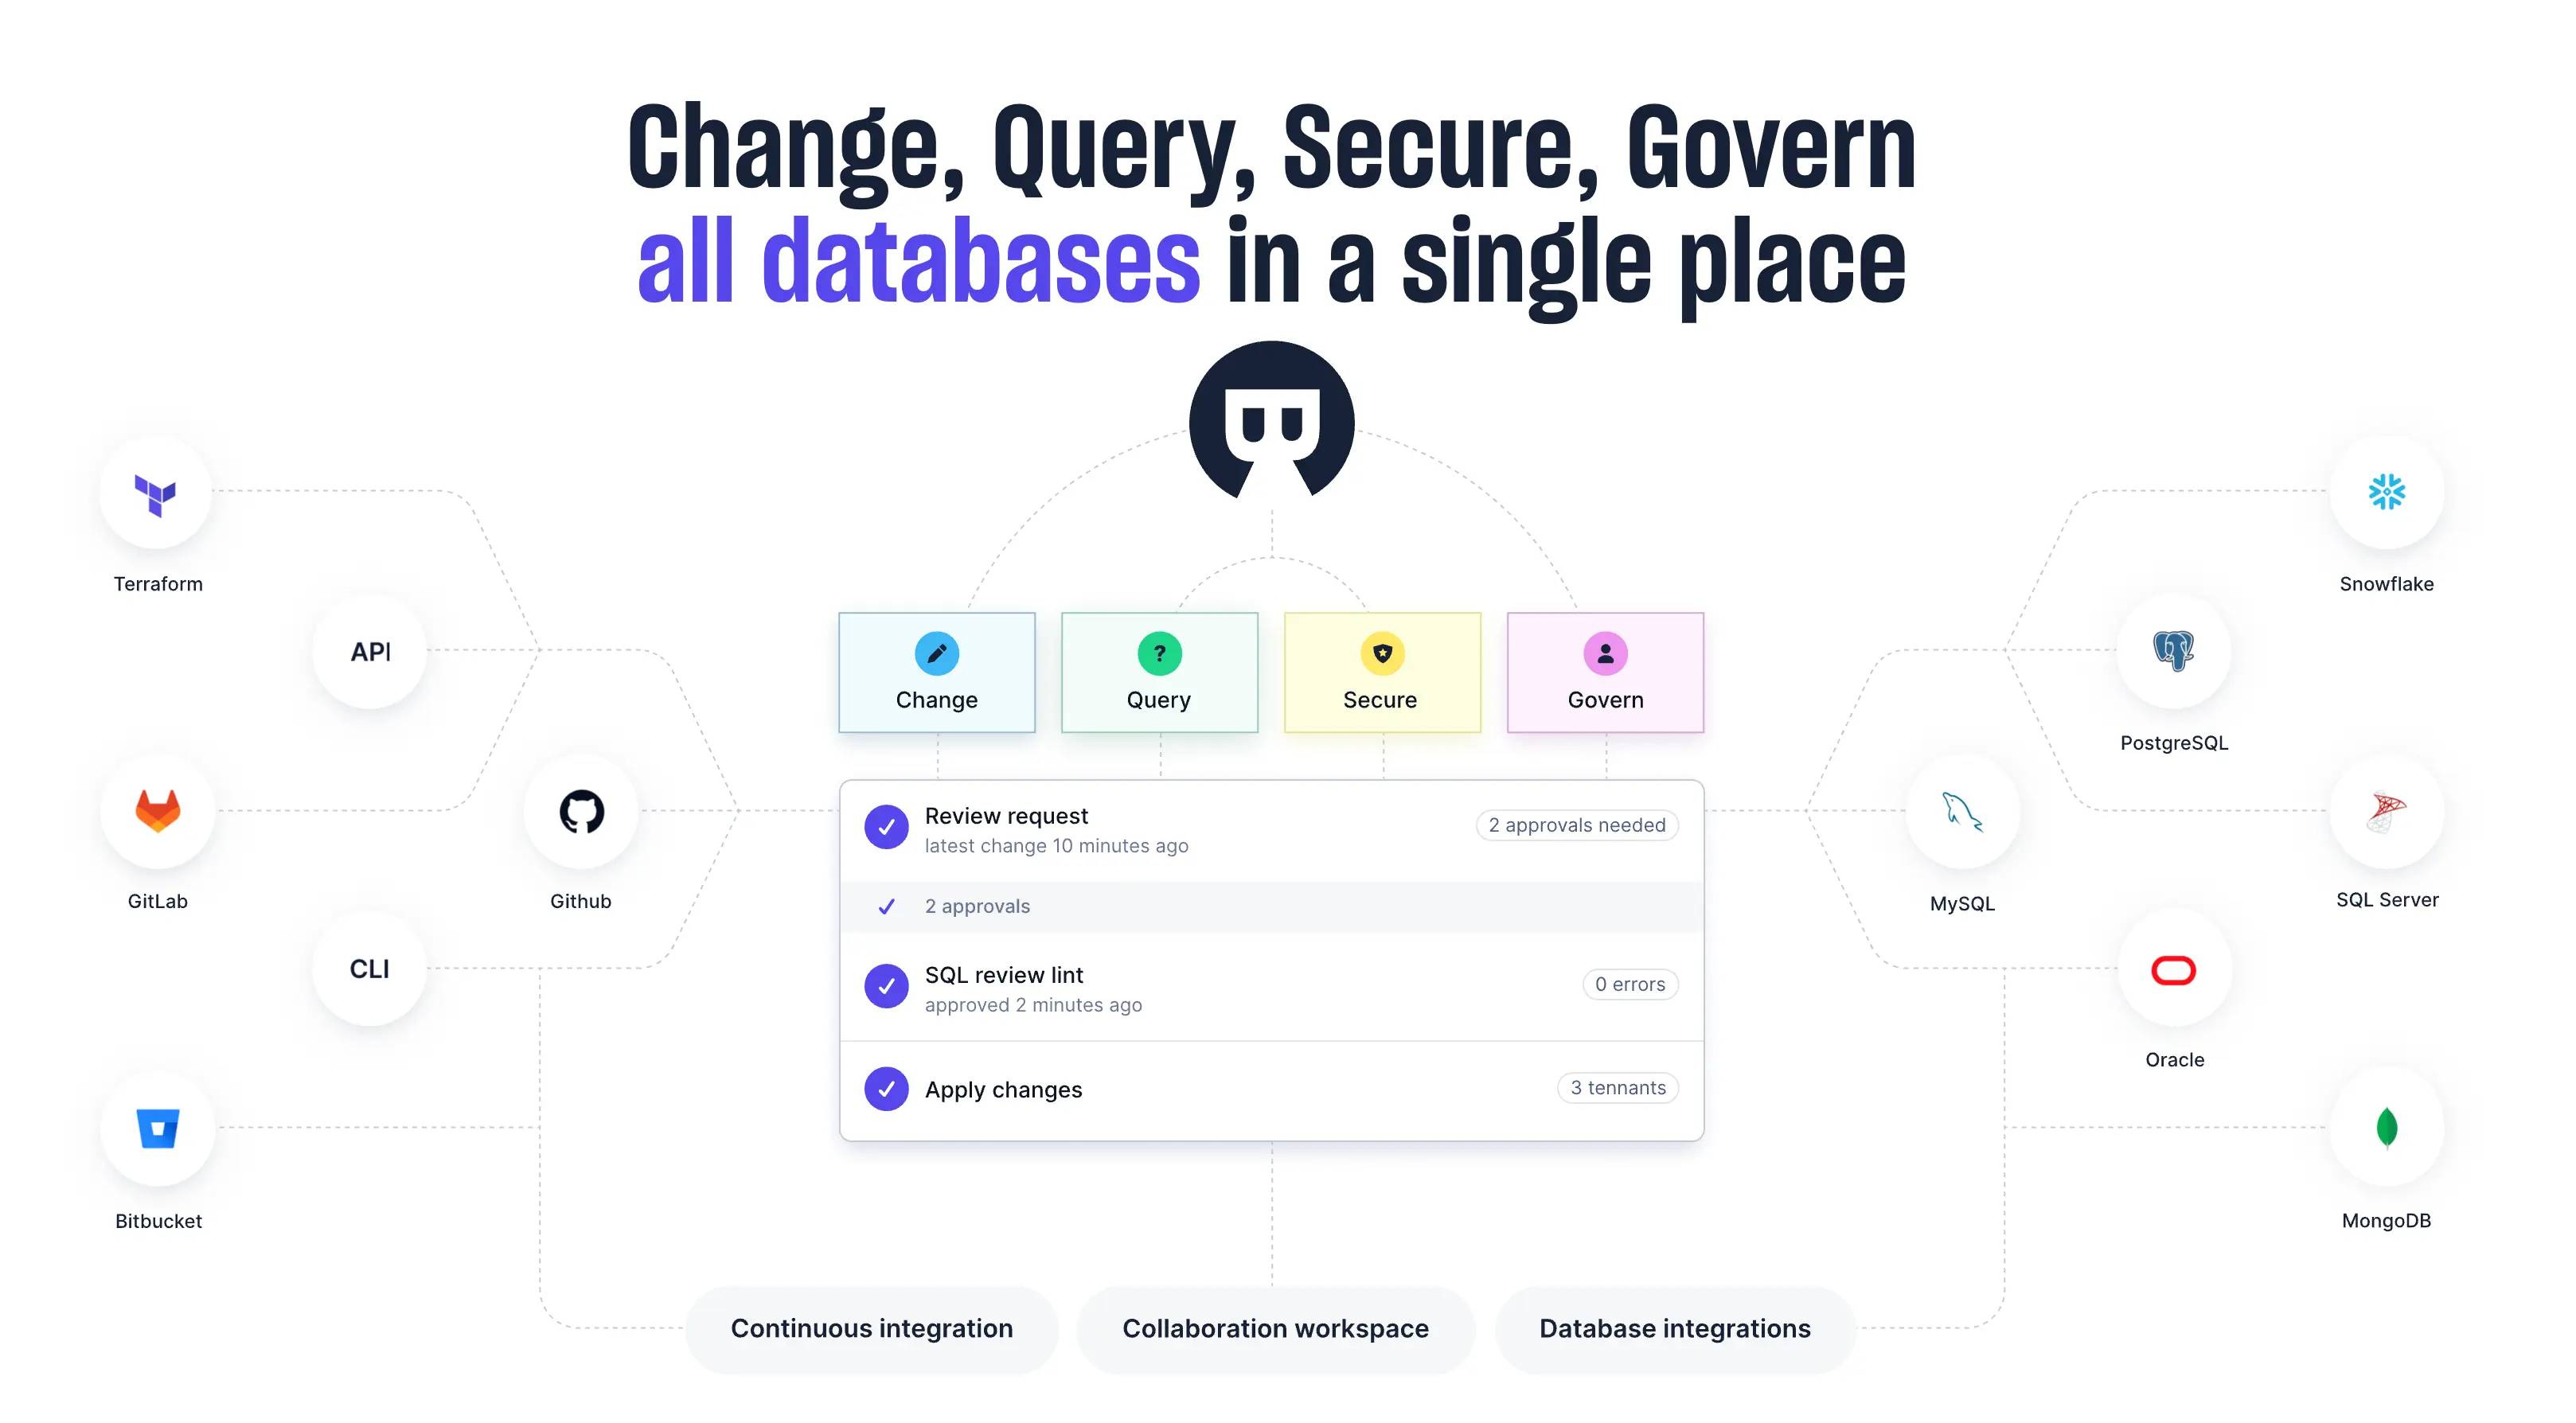 Change, Query, Secure, Govern
all databases in a single place
Terraform
API
GitLab
Github
CLI
Bitbucket
Change
Query
Secure
Govern
Review request
latest change 10 minutes ago
2 approvals needed
2 approvals
SQL review lint
approved 2 minutes ago
0 errors
Apply changes
3 tennants
Snowflake
PostgreSQL
MySQL
SQL Server
Oracle
MongoDB
Continuous integration
Collaboration workspace
Database integrations